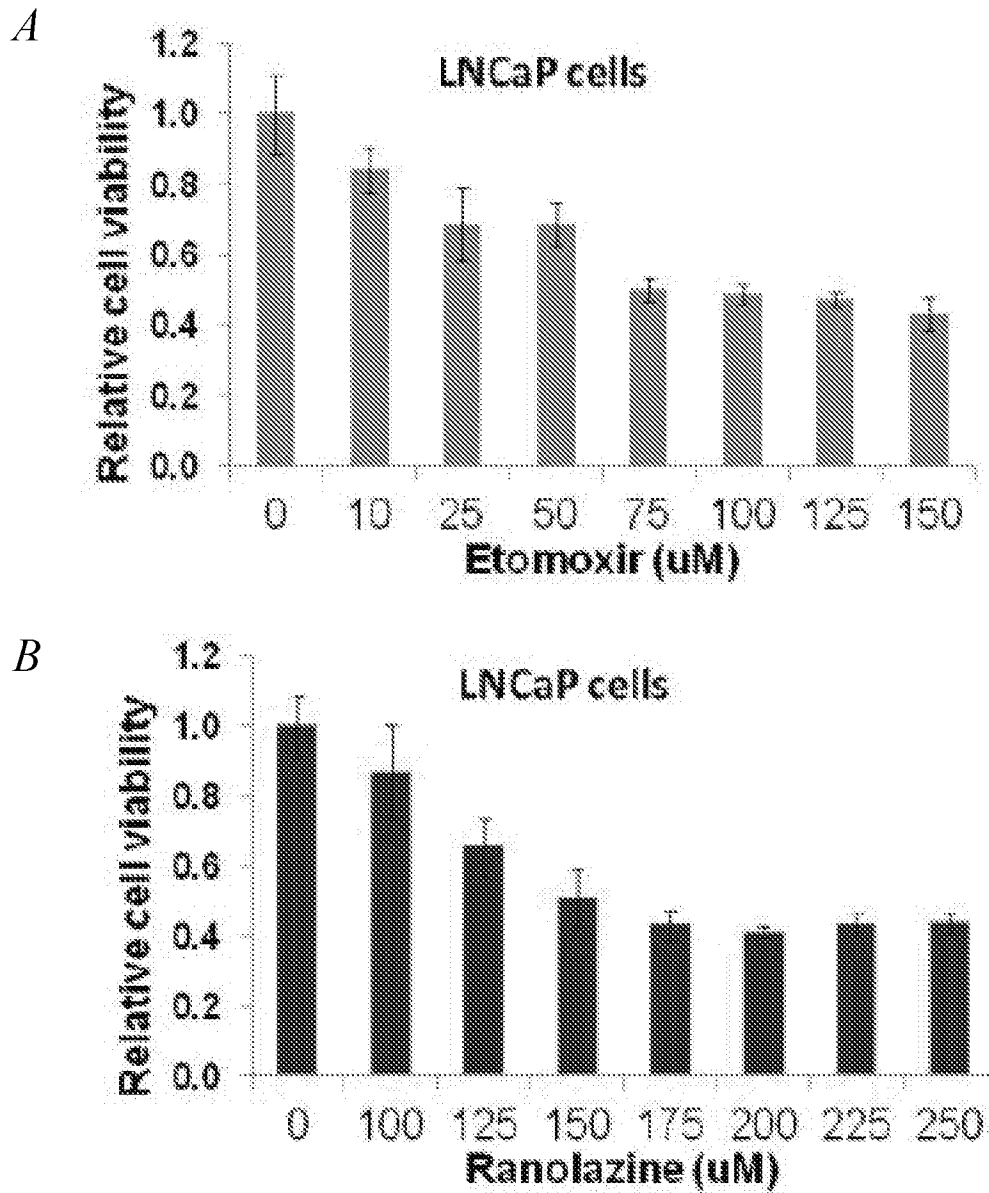 A
LNCaP cells
Relative cell viability
1.2
1.0
0.8
0.6
0.4
0.2
0.0
0 10 25 50 75 100 125 150
Etomoxir (uM)
B
LNCaP cells
Relative cell viability
1.2
1.0
0.8
0.6
0.4
0.2
0.0
0 100 125 150 175 200 225 250
Ranolazine (uM)